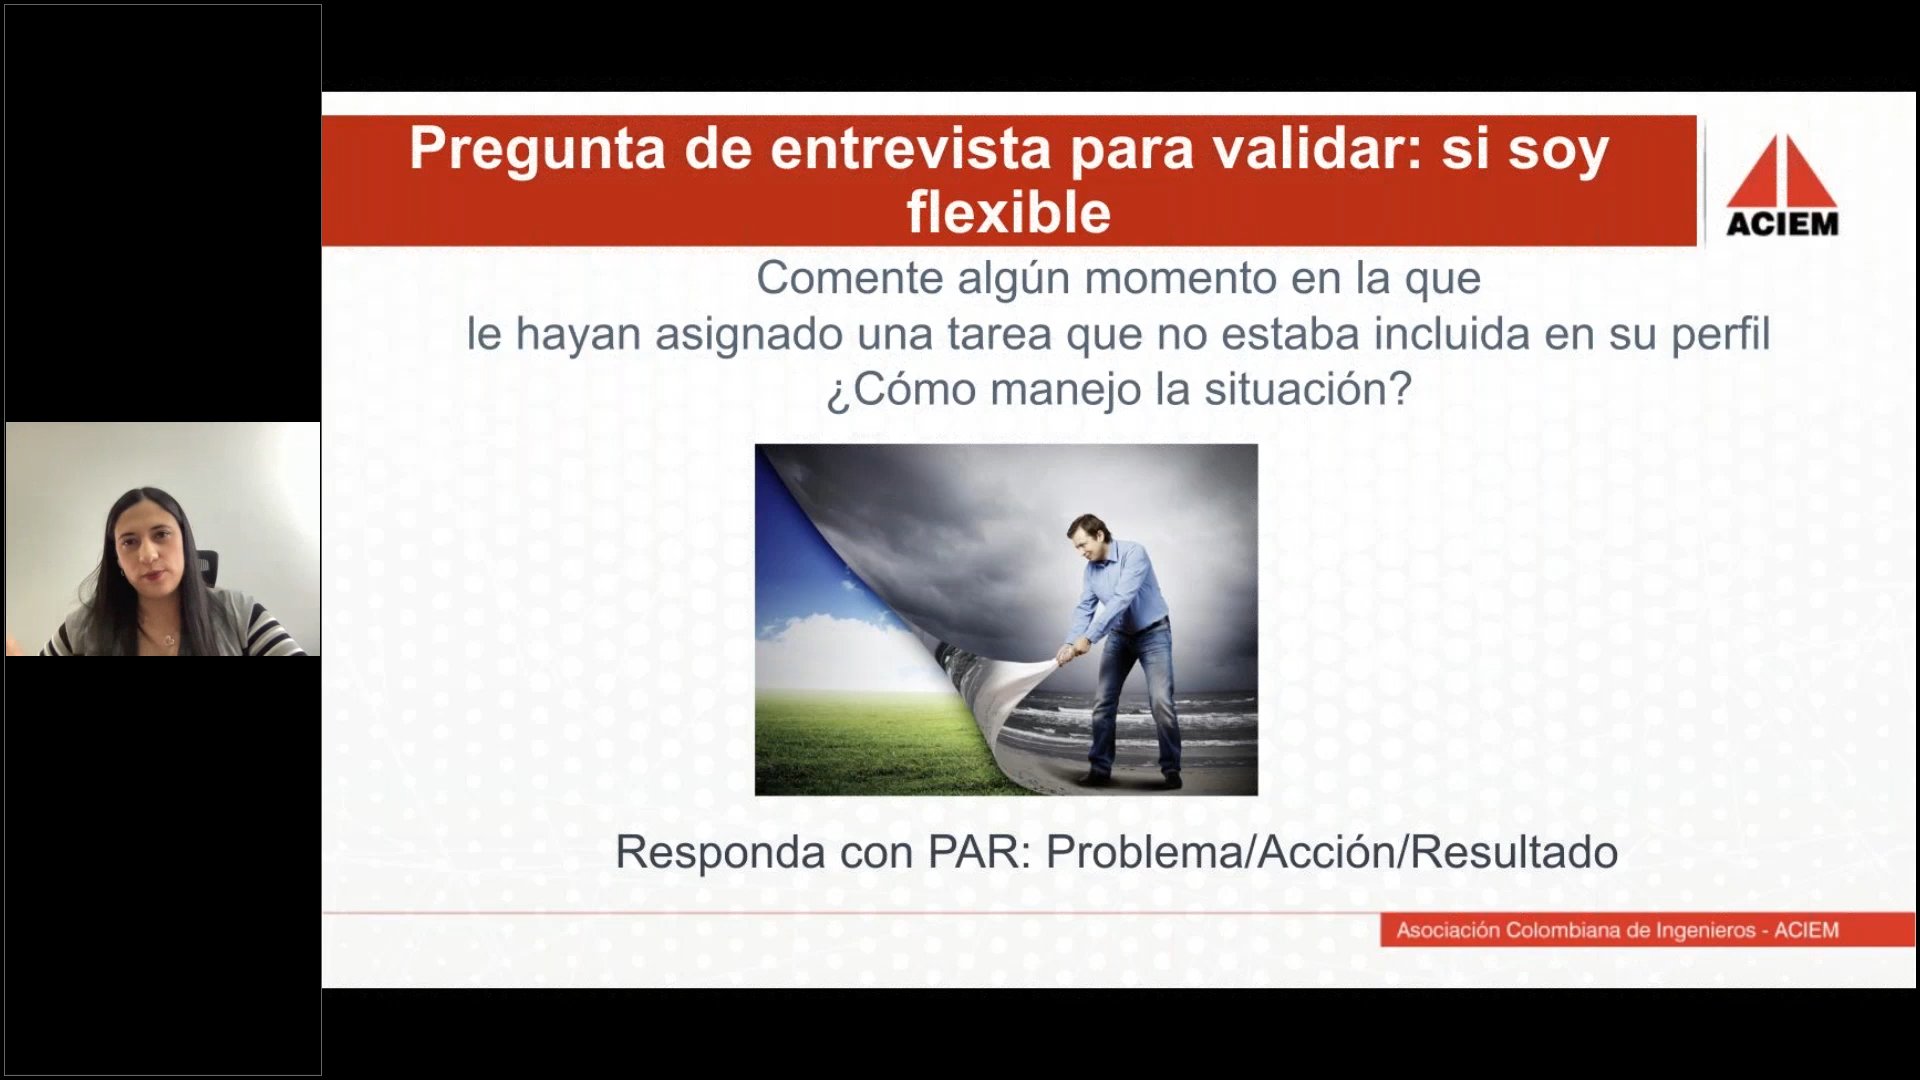 Pregunta de entrevista para validar: si soy
flexible
ACIEM
Comente algún momento en la que
le hayan asignado una tarea que no estaba incluida en su perfil
¿Cómo manejo la situación?
Responda con PAR: Problema/Acción/Resultado
Asociación Colombiana de Ingenieros - ACIEM